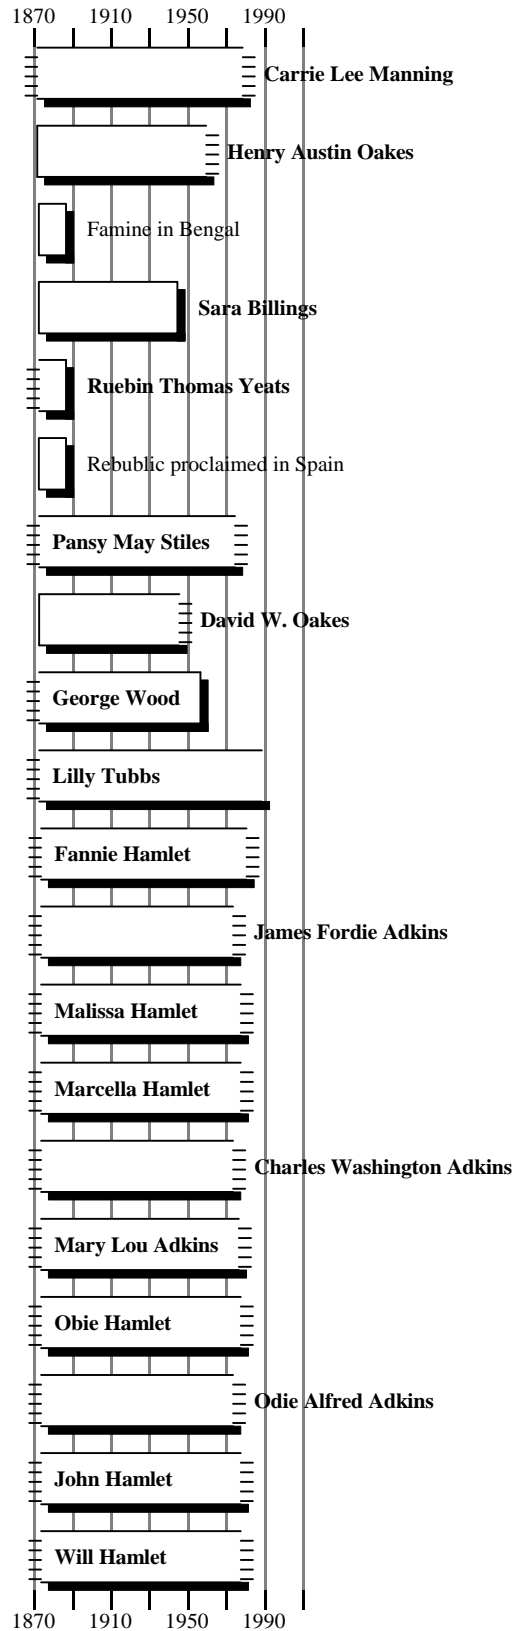 1870 1910 1950 1990
Carrie Lee Manning
Henry Austin Oakes
Famine in Bengal
Sara Billings
Ruebin Thomas Yeats
Rebublic proclaimed in Spain
Pansy May Stiles
David W. Oakes
George Wood
Lilly Tubbs
Fannie Hamlet
James Fordie Adkins
Malissa Hamlet
Marcella Hamlet
Charles Washington Adkins
Mary Lou Adkins
Obie Hamlet
Odie Alfred Adkins
John Hamlet
Will Hamlet
1870 1910 1950 1990